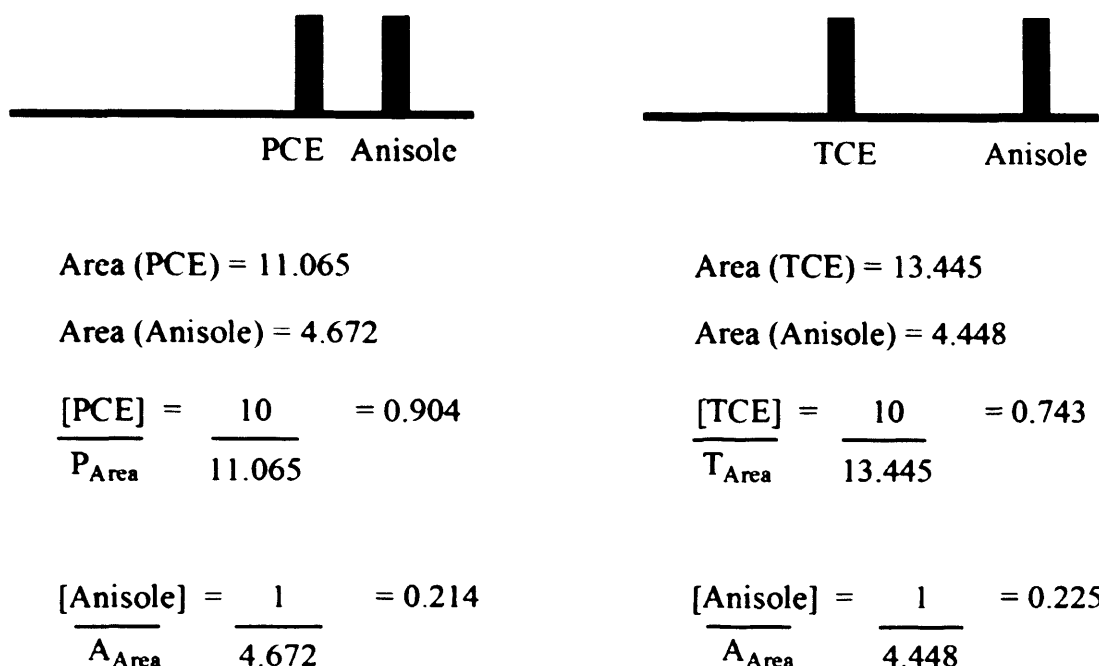 PCE Anisole
Area (PCE) = 11.065
Area (Anisole) = 4.672
[PCE] = 10 = 0.904
P_Area 11.065
[Anisole] = 1 = 0.214
A_Area 4.672
TCE Anisole
Area (TCE) = 13.445
Area (Anisole) = 4.448
[TCE] = 10 = 0.743
T_Area 13.445
[Anisole] = 1 = 0.225
A_Area 4.448